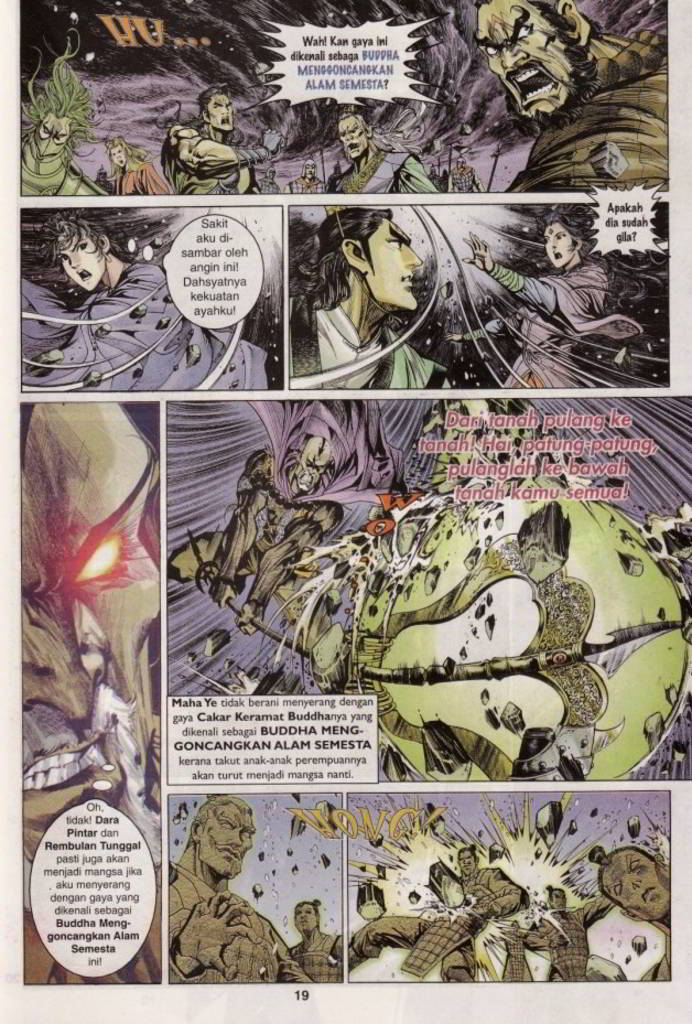 HU...
Wah! Kan gaya ini
dikenali sebaga BUDDHA
MENGGONCANGKAN
ALAM SEMESTA?
Sakit
aku di-
sambar oleh
angin ini!
Dahsyatnya
kekuatan
ayahku!
Apakah
dia sudah
gila?
Dari tanah pulang ke
tanah! Hai, patung-patung,
pulanglah ke bawah
tanah kamu semua!
WO
Maha Ye tidak berani menyerang dengan
gaya Cakar Keramat Buddhanya yang
dikenali sebagai BUDDHA MENG-
GONCANGKAN ALAM SEMESTA
kerana takut anak-anak perempuannya
akan turut menjadi mangsa nanti.
Oh,
tidak! Dara
Pintar dan
Rembulan Tunggal
pasti juga akan
menjadi mangsa jika
aku menyerang
dengan gaya yang
dikenali sebagai
Buddha Meng-
goncangkan Alam
Semesta
ini!
19